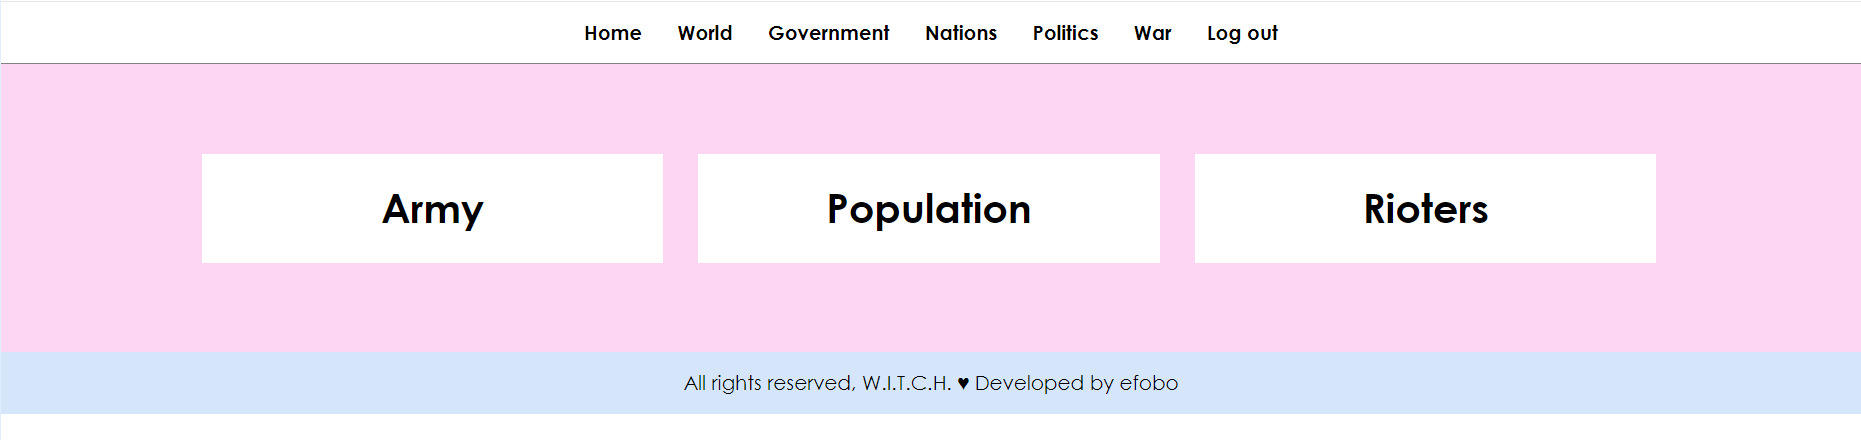 Home World Government Nations Politics War Log out
Army Population Rioters
All rights reserved, W.I.T.C.H. ♥ Developed by efobo